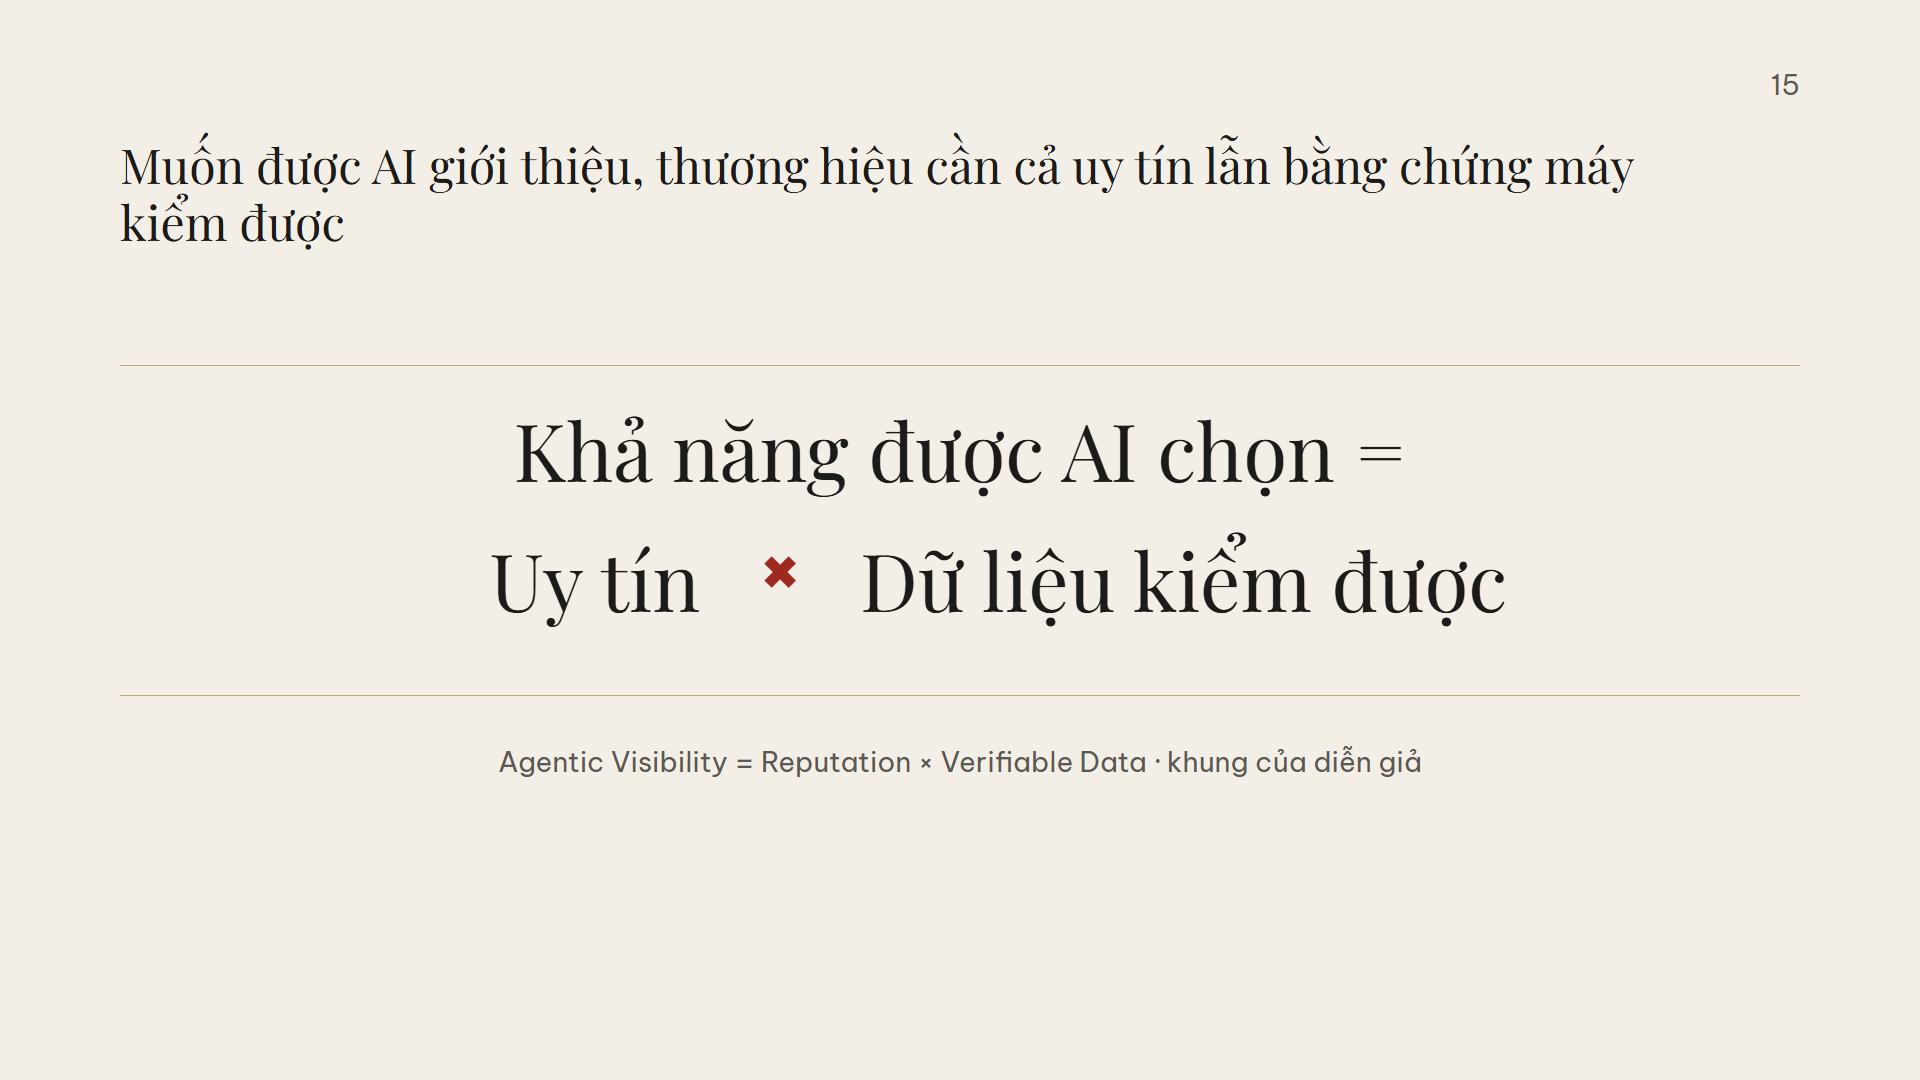 15
Muốn được AI giới thiệu, thương hiệu cần cả uy tín lẫn bằng chứng máy
kiểm được
Khả năng được AI chọn =
Uy tín ✖ Dữ liệu kiểm được
Agentic Visibility = Reputation × Verifiable Data · khung của diễn giả